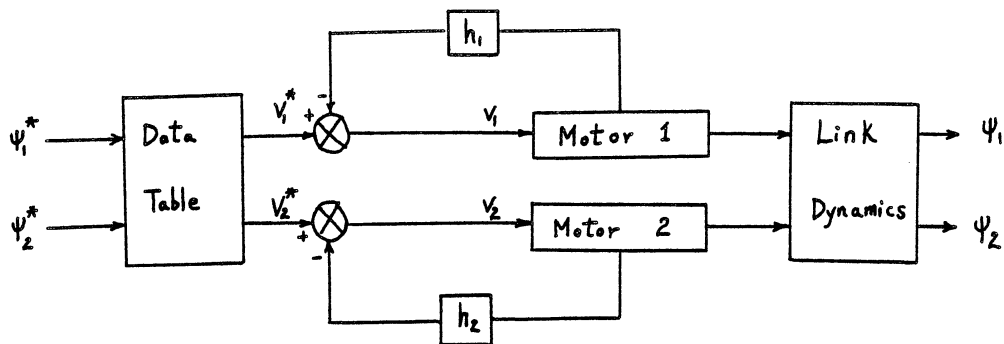 h₁
ψ₁*
ψ₂*
Data
Table
V₁*
-
+
V₁
Motor 1
Link
Dynamics
ψ₁
V₂*
+
-
V₂
Motor 2
ψ₂
h₂